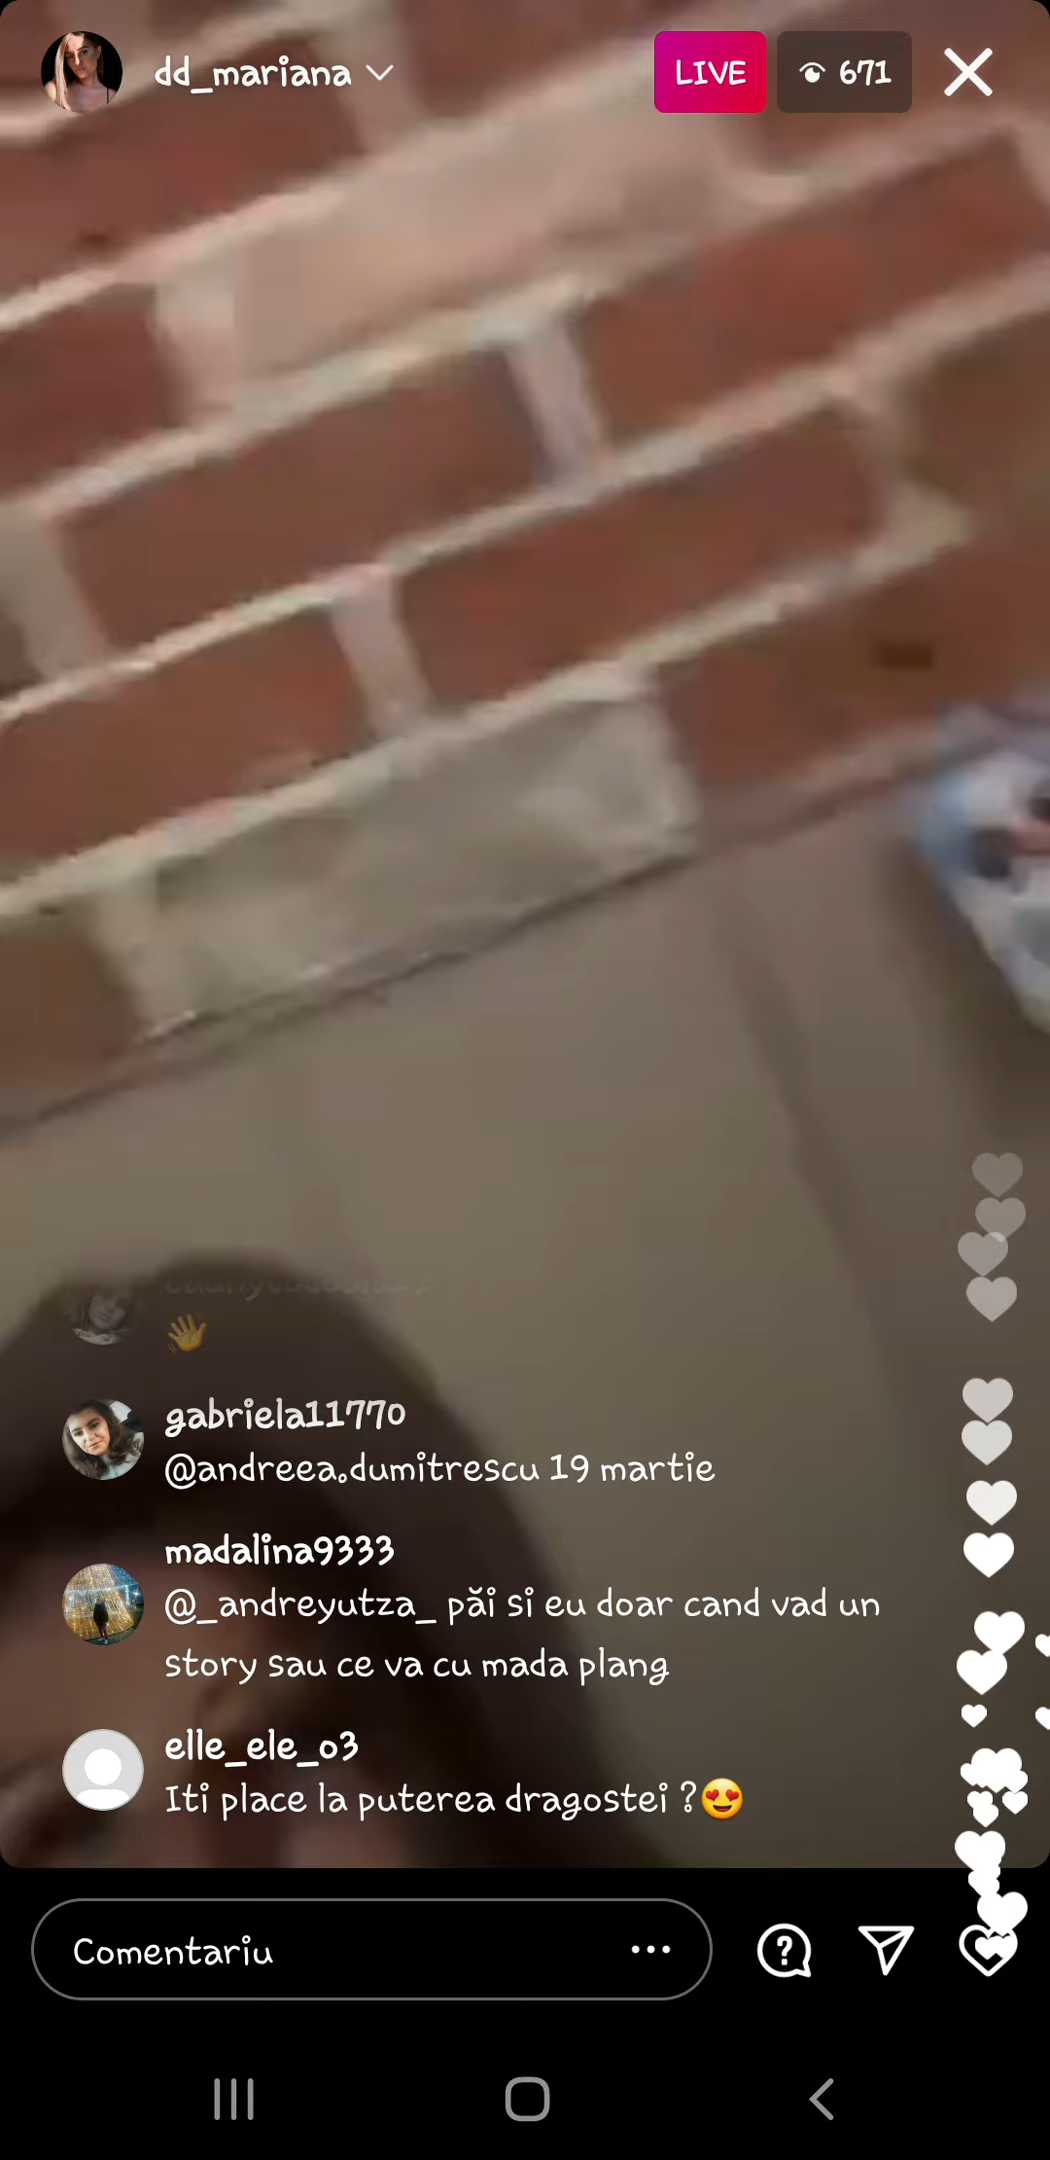 dd_mariana
LIVE
671
👋
gabriela11770
@andreea.dumitrescu 19 martie
madalina9333
@_andreyutza_ păi si eu doar cand vad un
story sau ce va cu mada plang
elle_ele_o3
Iti place la puterea dragostei ?😍
Comentariu